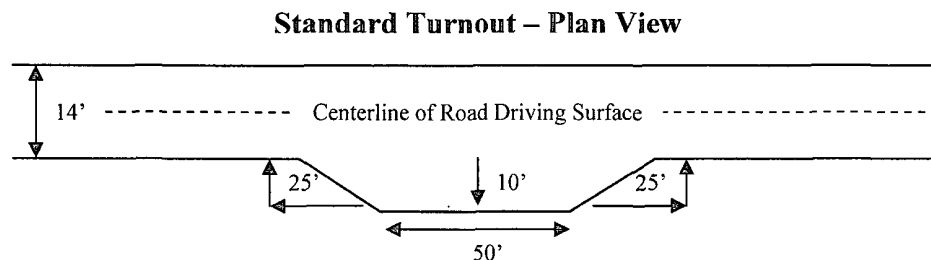 Standard Turnout – Plan View
14'
Centerline of Road Driving Surface
25'
10'
25'
50'